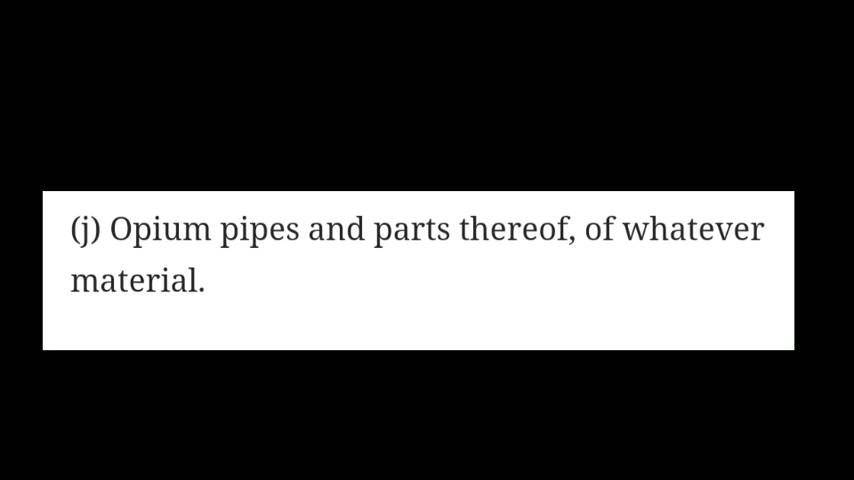 (j) Opium pipes and parts thereof, of whatever
material.